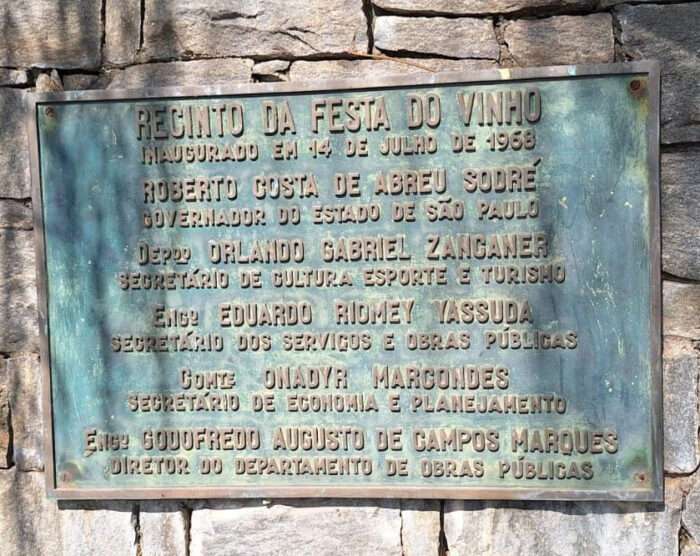 RECINTO DA FESTA DO VINHO
INAUGURADO EM 14 DE JULHO DE 1968
ROBERTO COSTA DE ABREU SODRÉ
GOVERNADOR DO ESTADO DE SÃO PAULO
DEPDO ORLANDO GABRIEL ZANCANER
SECRETÁRIO DE CULTURA ESPORTE E TURISMO
ENGº EDUARDO RIOMEY YASSUDA
SECRETÁRIO DOS SERVIÇOS E OBRAS PÚBLICAS
COMTE ONADYR MARCONDES
SECRETÁRIO DE ECONOMIA E PLANEJAMENTO
ENGº GODOFREDO AUGUSTO DE CAMPOS MARQUES
DIRETOR DO DEPARTAMENTO DE OBRAS PÚBLICAS